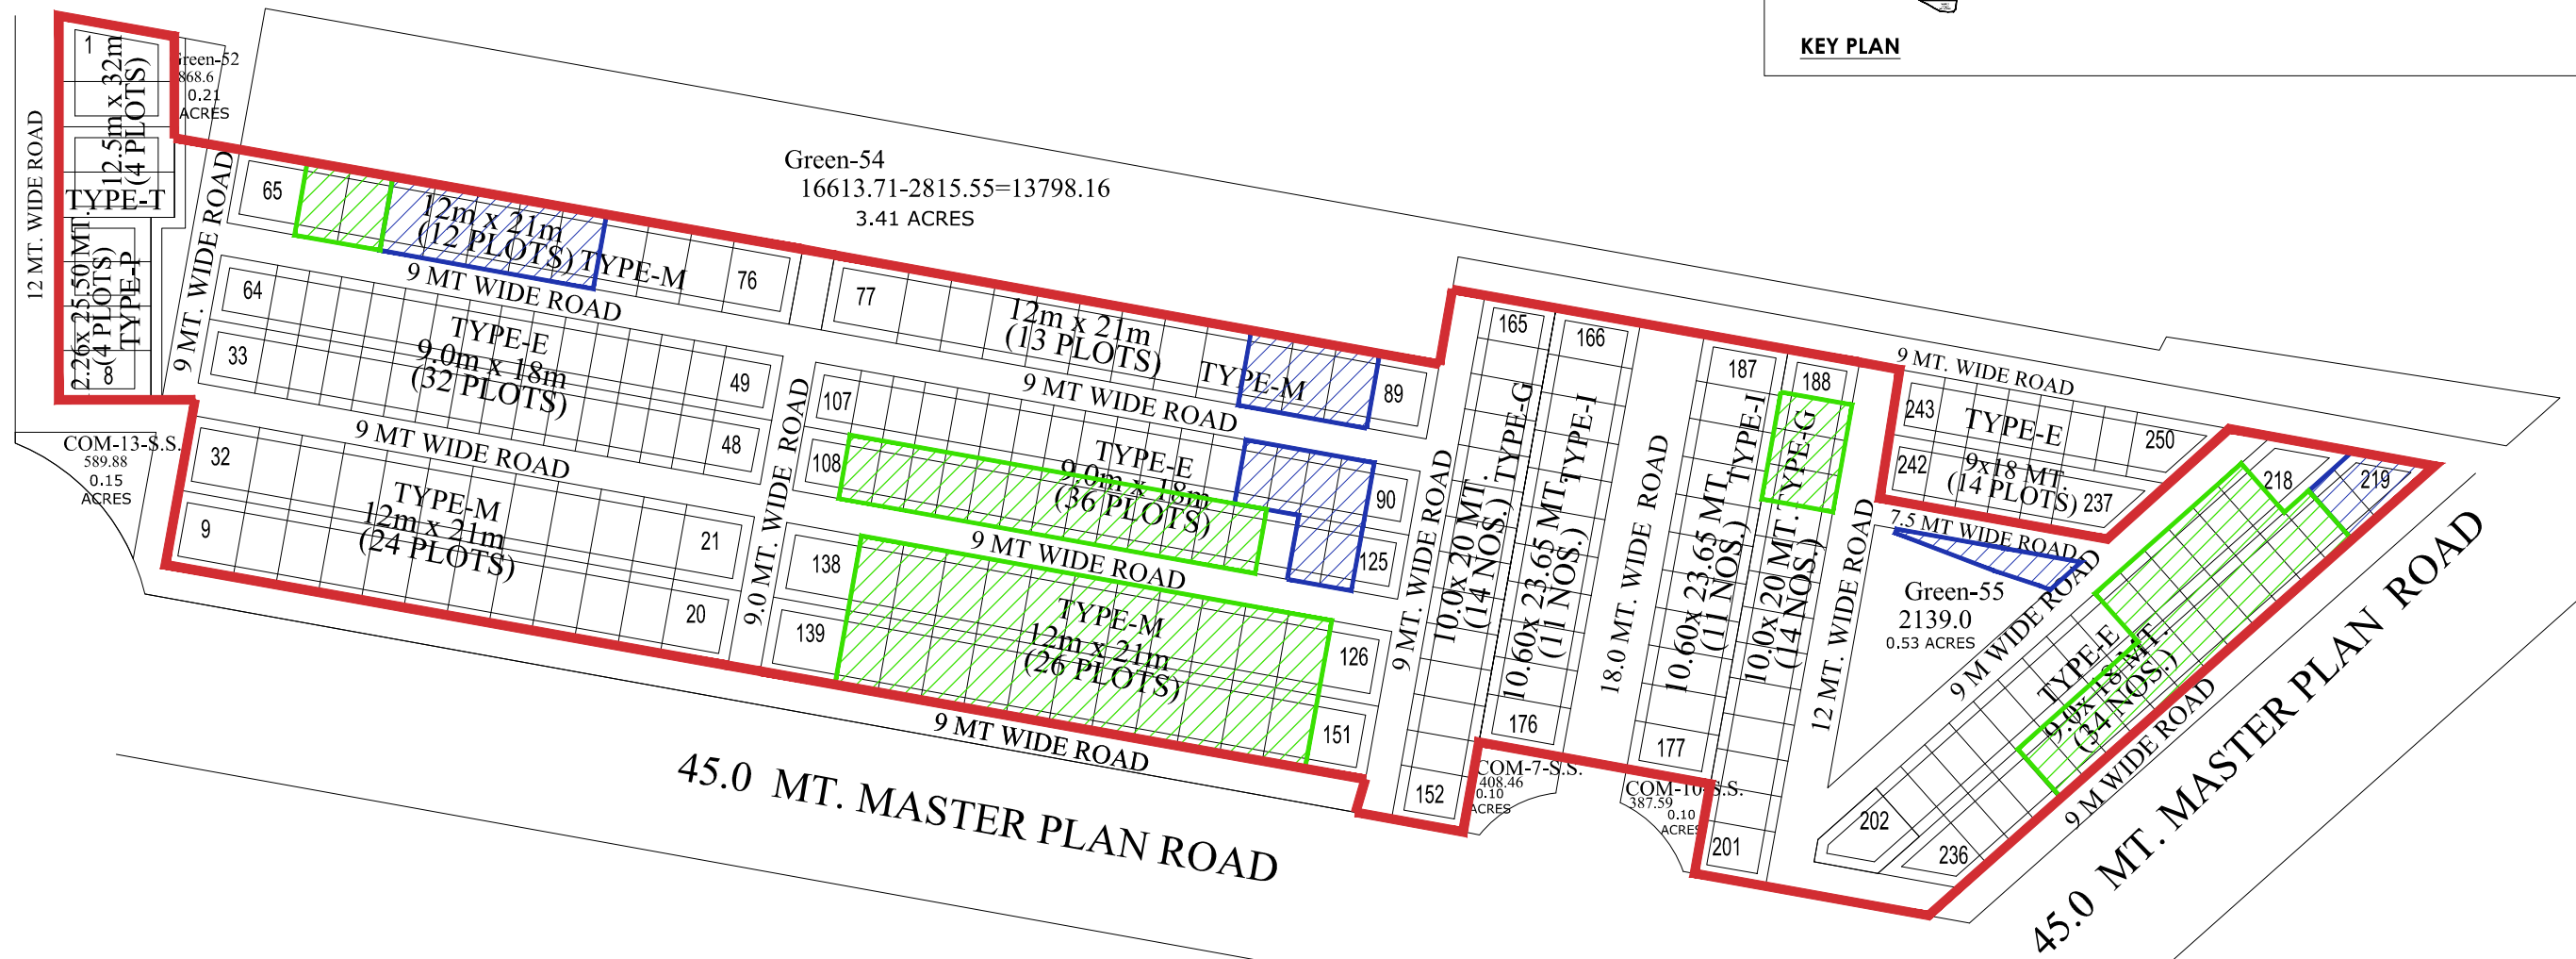 KEY PLAN
12 MT. WIDE ROAD
1
12.5m x 32m
(4 PLOTS)
TYPE-T
(4 PLOTS)
TYPE-P
8
868.6
0.21
ACRES
COM-13-S.S.
589.88
0.15
ACRES
9 MT. WIDE ROAD
Green-54
16613.71-2815.55=13798.16
3.41 ACRES
65
12m x 21m
(12 PLOTS) TYPE-M
76
77
12m x 21m
(13 PLOTS)
TYPE-M
89
9 MT WIDE ROAD
64
TYPE-E
9.0m x 18m
(32 PLOTS)
33
49
48
9 MT WIDE ROAD
32
TYPE-M
12m x 21m
(24 PLOTS)
9
21
20
9.0 MT. WIDE ROAD
9 MT WIDE ROAD
107
108
TYPE-E
9.0m x 18m
(36 PLOTS)
90
125
9 MT WIDE ROAD
138
139
TYPE-M
12m x 21m
(26 PLOTS)
126
151
9 MT WIDE ROAD
45.0 MT. MASTER PLAN ROAD
9 MT. WIDE ROAD
165
10.0x 20 MT. TYPE-G
(14 NOS.)
152
166
10.60x 23.65 MT. TYPE-I
(11 NOS.)
176
COM-7-S.S.
408.46
0.10
ACRES
18.0 MT. WIDE ROAD
187
10.60x 23.65 MT. TYPE-I
(11 NOS.)
177
188
10.0x 20 MT. TYPE-G
(14 NOS.)
201
COM-10-S.S.
387.59
0.10
ACRES
12 MT. WIDE ROAD
9 MT. WIDE ROAD
243
TYPE-E
250
242
9x18 MT.
(14 PLOTS)
237
7.5 MT WIDE ROAD
Green-55
2139.0
0.53 ACRES
9 M WIDE ROAD
218
219
TYPE-E
9.0x 18 MT.
(34 NOS.)
202
236
9 M WIDE ROAD
45.0 MT. MASTER PLAN ROAD